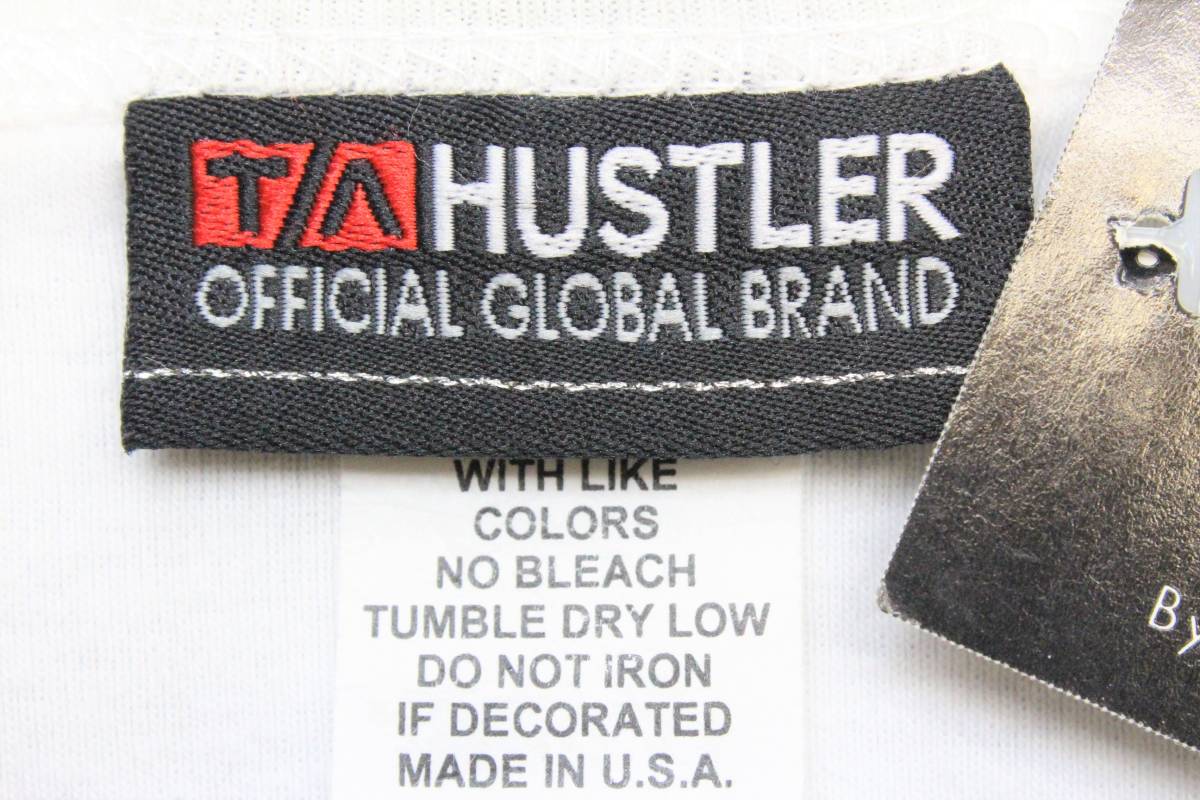 T/Λ HUSTLER
OFFICIAL GLOBAL BRAND
WITH LIKE
COLORS
NO BLEACH
TUMBLE DRY LOW
DO NOT IRON
IF DECORATED
MADE IN U.S.A.
By